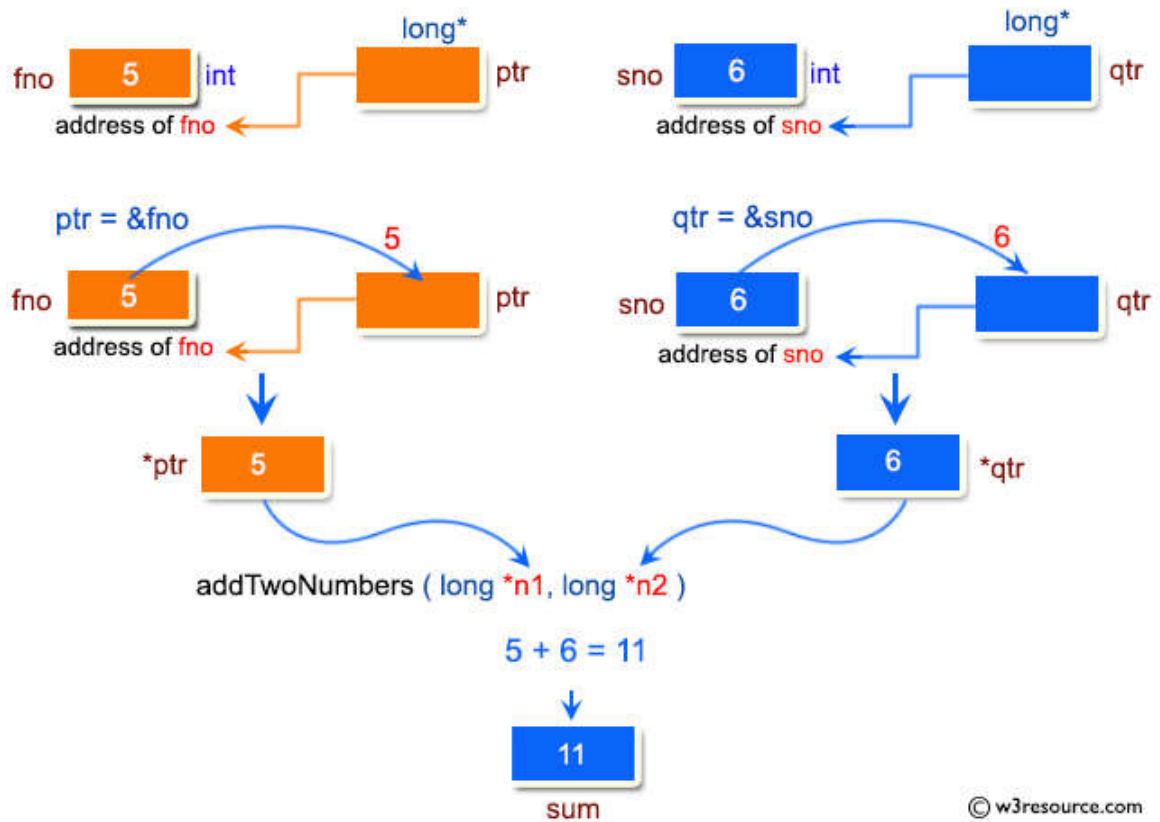 long* long*
fno 5 int ptr sno 6 int qtr
address of fno address of sno
ptr = &fno 5 qtr = &sno 6
fno 5 ptr sno 6 qtr
address of fno address of sno
*ptr 5 6 *qtr
addTwoNumbers ( long *n1, long *n2 )
5 + 6 = 11
11
sum
© w3resource.com